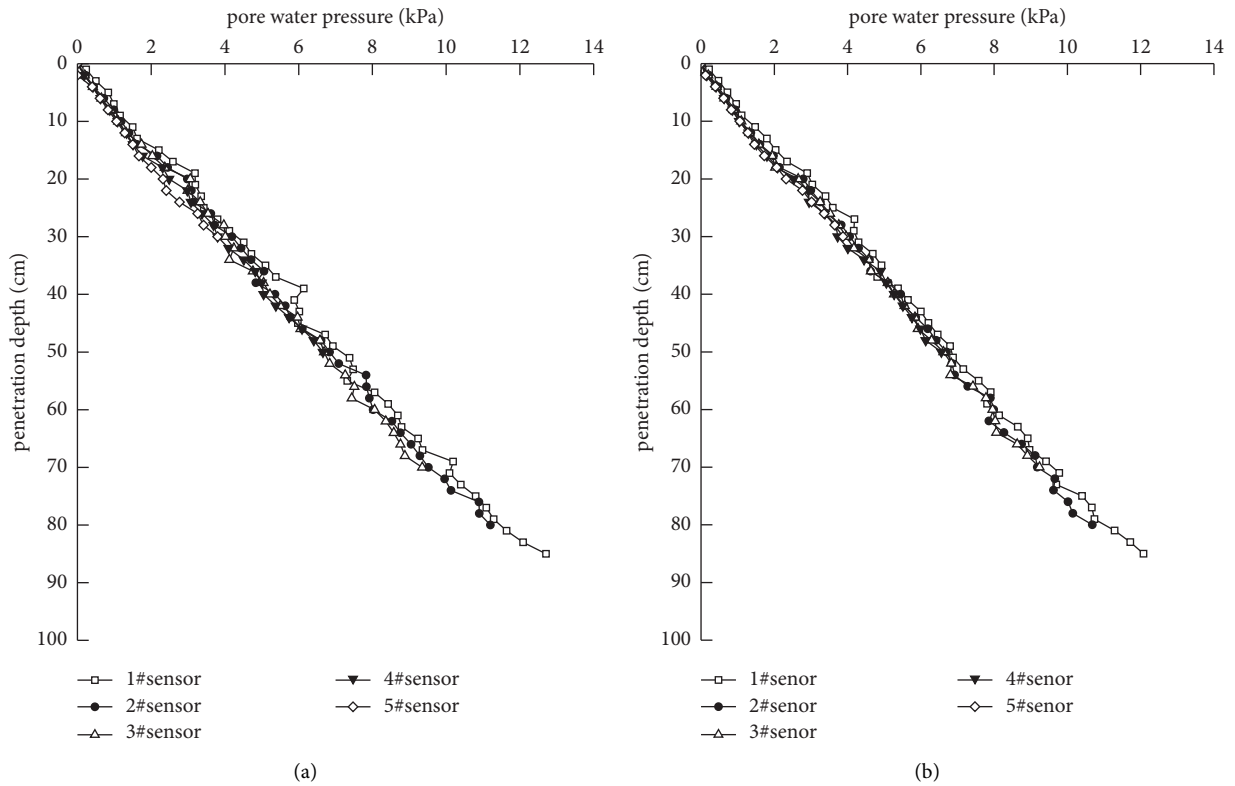 pore water pressure (kPa)
0 2 4 6 8 10 12 14
0
10
20
30
40
50
60
70
80
90
100
penetration depth (cm)
1#sensor
2#sensor
3#sensor
4#sensor
5#sensor
(a)
pore water pressure (kPa)
0 2 4 6 8 10 12 14
0
10
20
30
40
50
60
70
80
90
100
penetration depth (cm)
1#senor
2#senor
3#senor
4#senor
5#senor
(b)